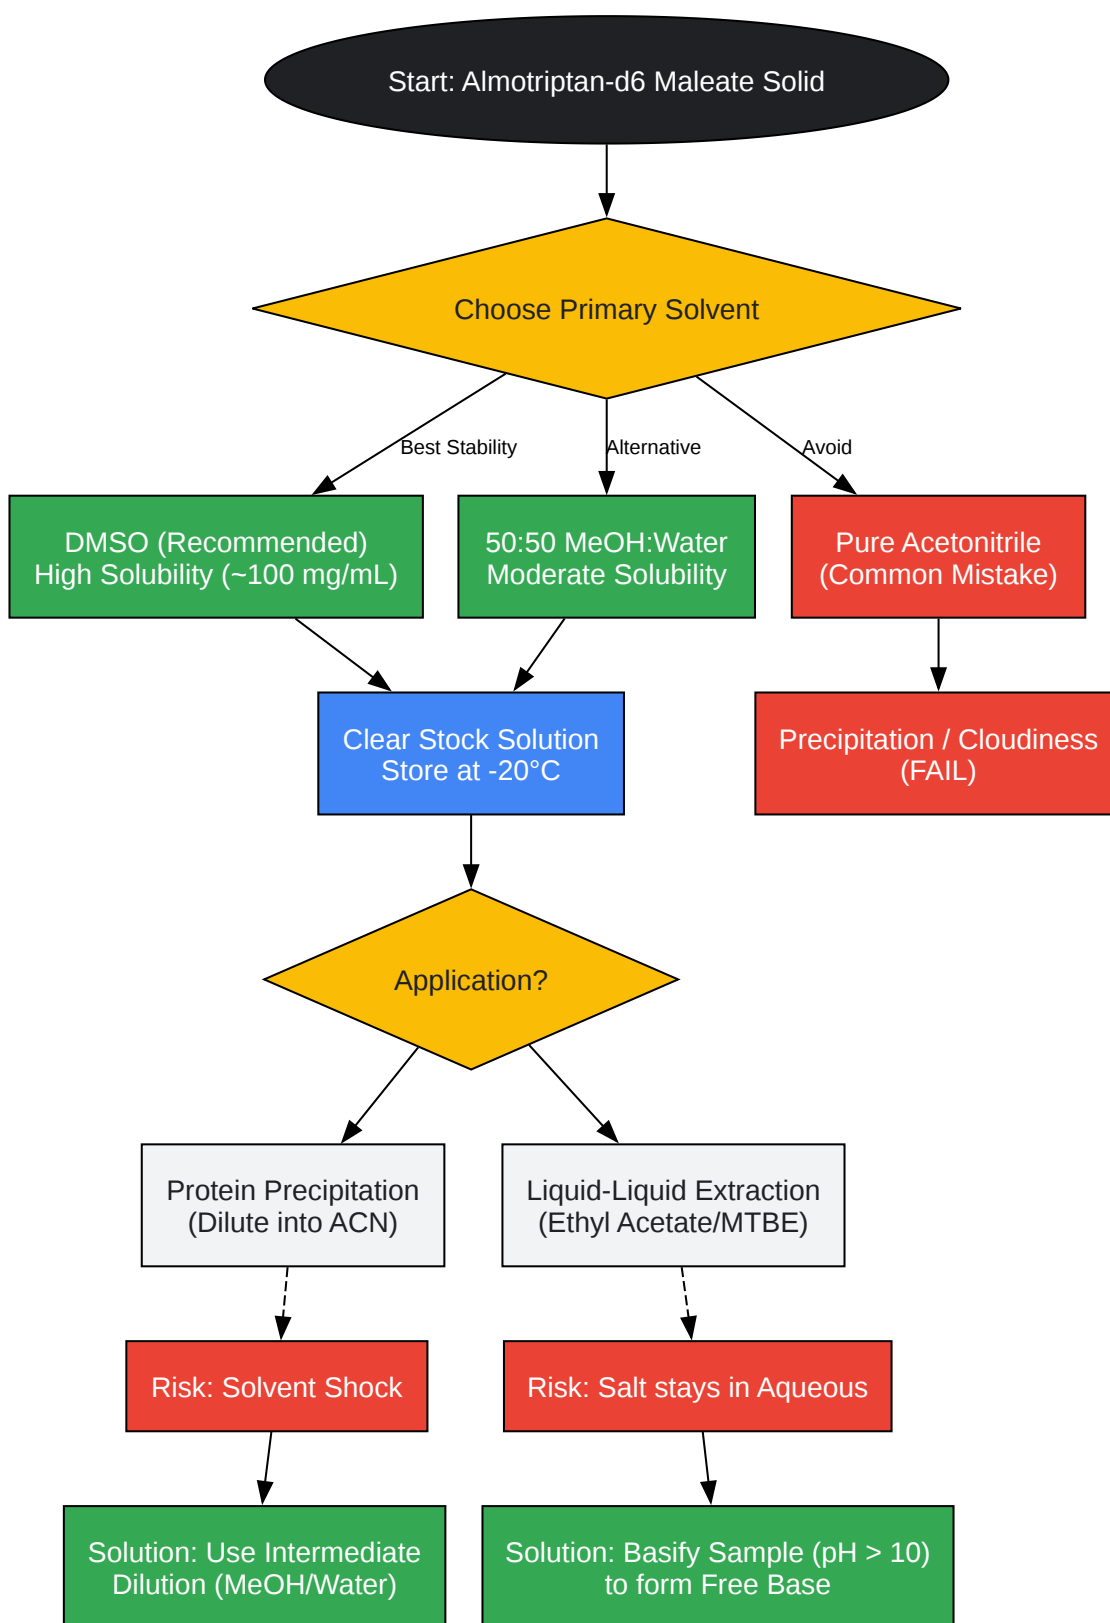 Start: Almotriptan-d6 Maleate Solid
Choose Primary Solvent
Best Stability
Alternative
Avoid
DMSO (Recommended)
High Solubility (~100 mg/mL)
50:50 MeOH:Water
Moderate Solubility
Pure Acetonitrile
(Common Mistake)
Clear Stock Solution
Store at -20°C
Precipitation / Cloudiness
(FAIL)
Application?
Protein Precipitation
(Dilute into ACN)
Liquid-Liquid Extraction
(Ethyl Acetate/MTBE)
Risk: Solvent Shock
Risk: Salt stays in Aqueous
Solution: Use Intermediate
Dilution (MeOH/Water)
Solution: Basify Sample (pH > 10)
to form Free Base